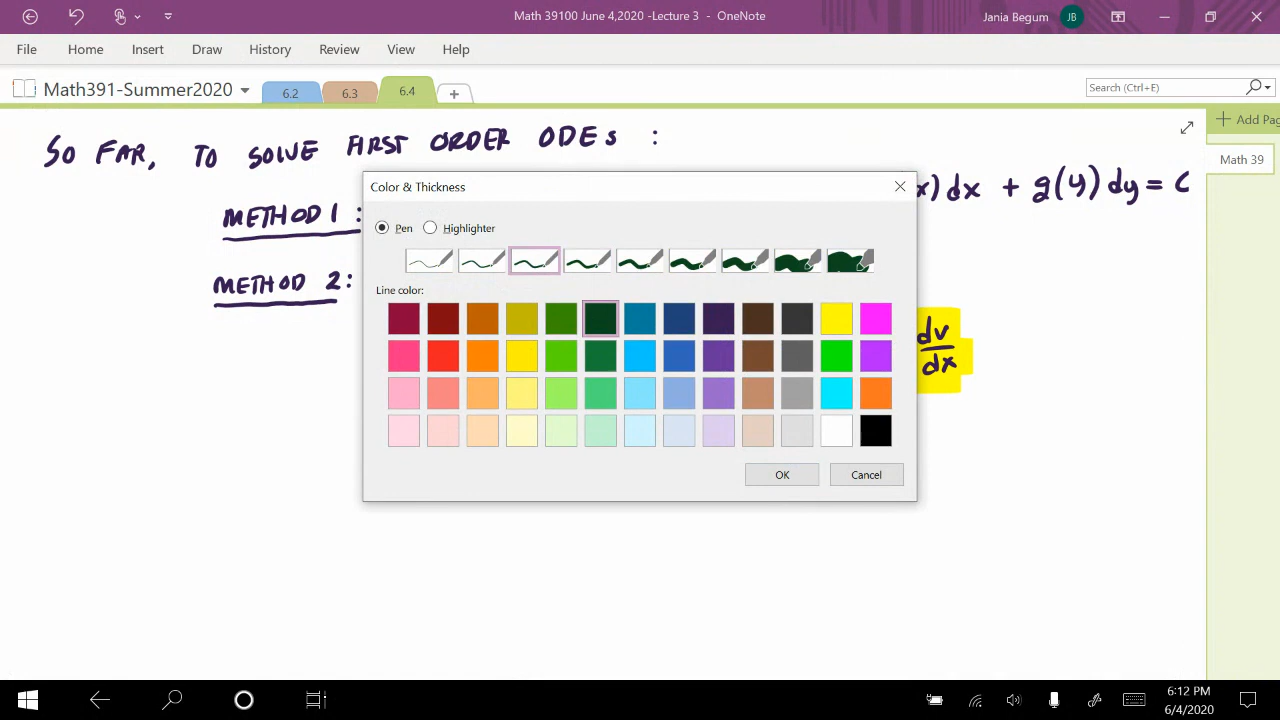 Math 39100 June 4,2020 -Lecture 3 - OneNote
Jania Begum
JB
File Home Insert Draw History Review View Help
Math391-Summer2020
6.2 6.3 6.4 +
Search (Ctrl+E)
Add Pag
Math 39
SO FAR, TO SOLVE FIRST ORDER ODEs :
METHOD 1 :
x) dx + g(y) dy = C
METHOD 2 :
dv
dx
Color & Thickness
Pen Highlighter
Line color:
OK Cancel
6:12 PM
6/4/2020